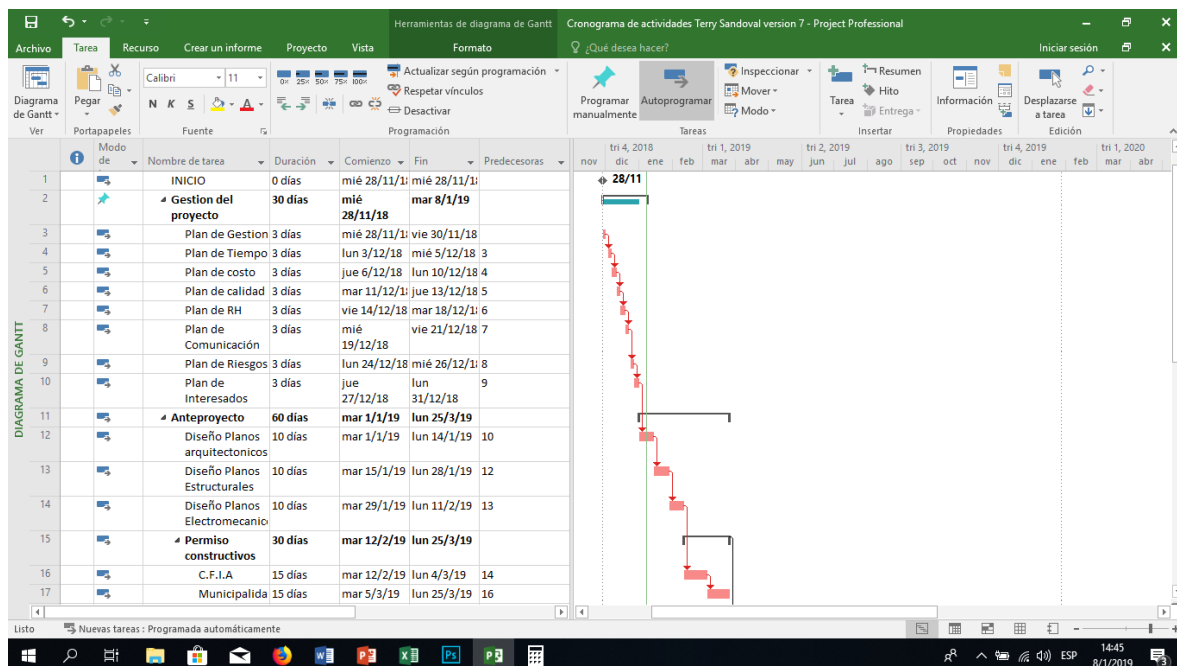 Herramientas de diagrama de Gantt Cronograma de actividades Terry Sandoval version 7 - Project Professional
Archivo Tarea Recurso Crear un informe Proyecto Vista Formato ¿Qué desea hacer? Iniciar sesión
Diagrama de Gantt
Pegar
Calibri 11
N K S A
0× 25× 50× 75× 100×
Actualizar según programación
Respetar vínculos
Desactivar
Programar manualmente
Autoprogramar
Inspeccionar
Mover
Modo
Tarea
Resumen
Hito
Entrega
Información
Desplazarse a tarea
Ver Portapapeles Fuente Programación Tareas Insertar Propiedades Edición
Modo de Nombre de tarea Duración Comienzo Fin Predecesoras
tri 4, 2018 tri 1, 2019 tri 2, 2019 tri 3, 2019 tri 4, 2019 tri 1, 2020
nov dic ene feb mar abr may jun jul ago sep oct nov dic ene feb mar abr
1 INICIO 0 días mié 28/11/1 mié 28/11/1 28/11
2 Gestion del proyecto 30 días mié 28/11/18 mar 8/1/19
3 Plan de Gestion 3 días mié 28/11/1 vie 30/11/18
4 Plan de Tiempo 3 días lun 3/12/18 mié 5/12/18 3
5 Plan de costo 3 días jue 6/12/18 lun 10/12/18 4
6 Plan de calidad 3 días mar 11/12/1 jue 13/12/18 5
7 Plan de RH 3 días vie 14/12/18 mar 18/12/18 6
8 Plan de Comunicación 3 días mié 19/12/18 vie 21/12/18 7
9 Plan de Riesgos 3 días lun 24/12/18 mié 26/12/1 8
10 Plan de Interesados 3 días jue 27/12/18 lun 31/12/18 9
11 Anteproyecto 60 días mar 1/1/19 lun 25/3/19
12 Diseño Planos arquitectonicos 10 días mar 1/1/19 lun 14/1/19 10
13 Diseño Planos Estructurales 10 días mar 15/1/19 lun 28/1/19 12
14 Diseño Planos Electromecanic 10 días mar 29/1/19 lun 11/2/19 13
15 Permiso constructivos 30 días mar 12/2/19 lun 25/3/19
16 C.F.I.A 15 días mar 12/2/19 lun 4/3/19 14
17 Municipalida 15 días mar 5/3/19 lun 25/3/19 16
DIAGRAMA DE GANTT
Listo Nuevas tareas : Programada automáticamente
ESP 14:45
8/1/2019